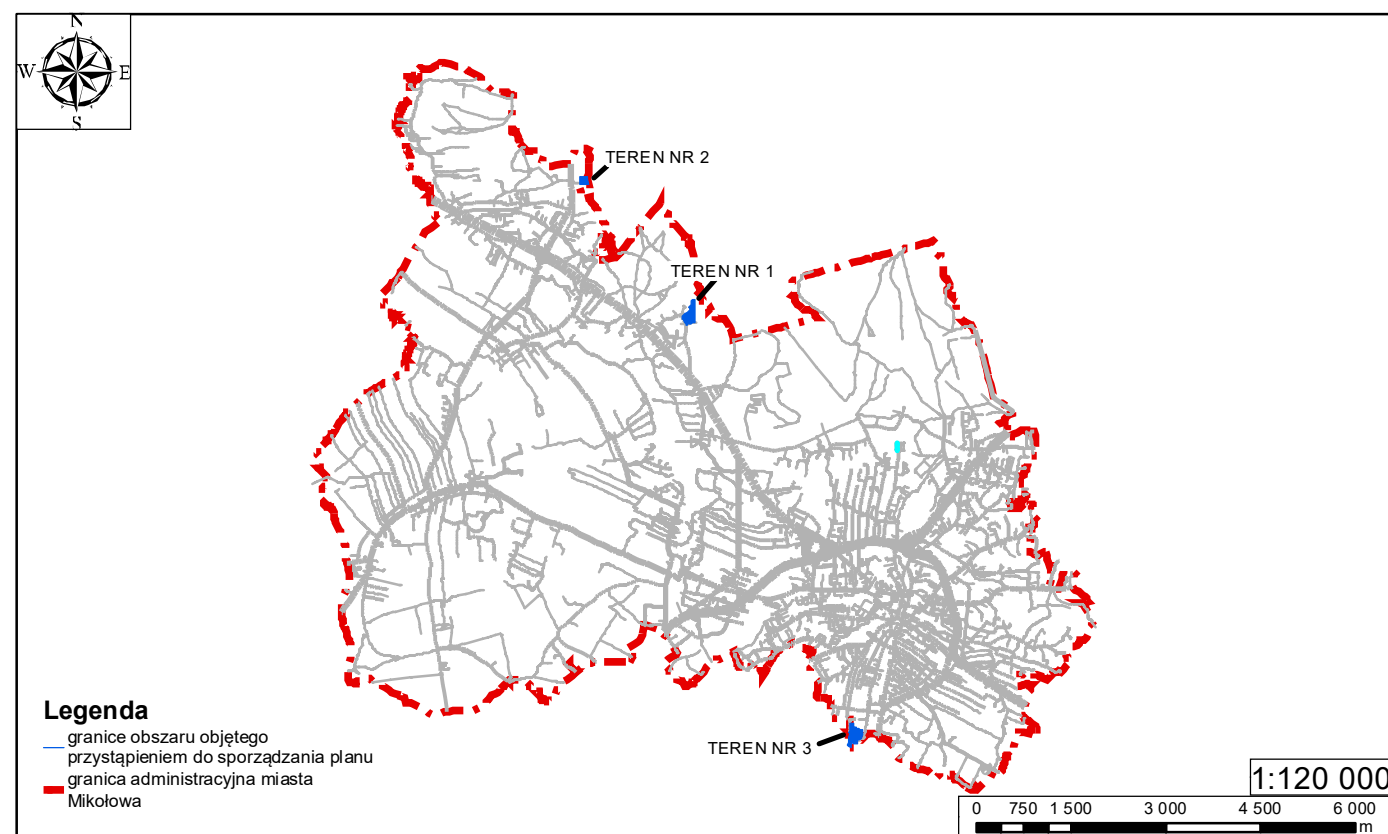 N
W E
S
TEREN NR 2
TEREN NR 1
TEREN NR 3
Legenda
granice obszaru objętego
przystąpieniem do sporządzania planu
granica administracyjna miasta
Mikołowa
1:120 000
0 750 1 500 3 000 4 500 6 000
m